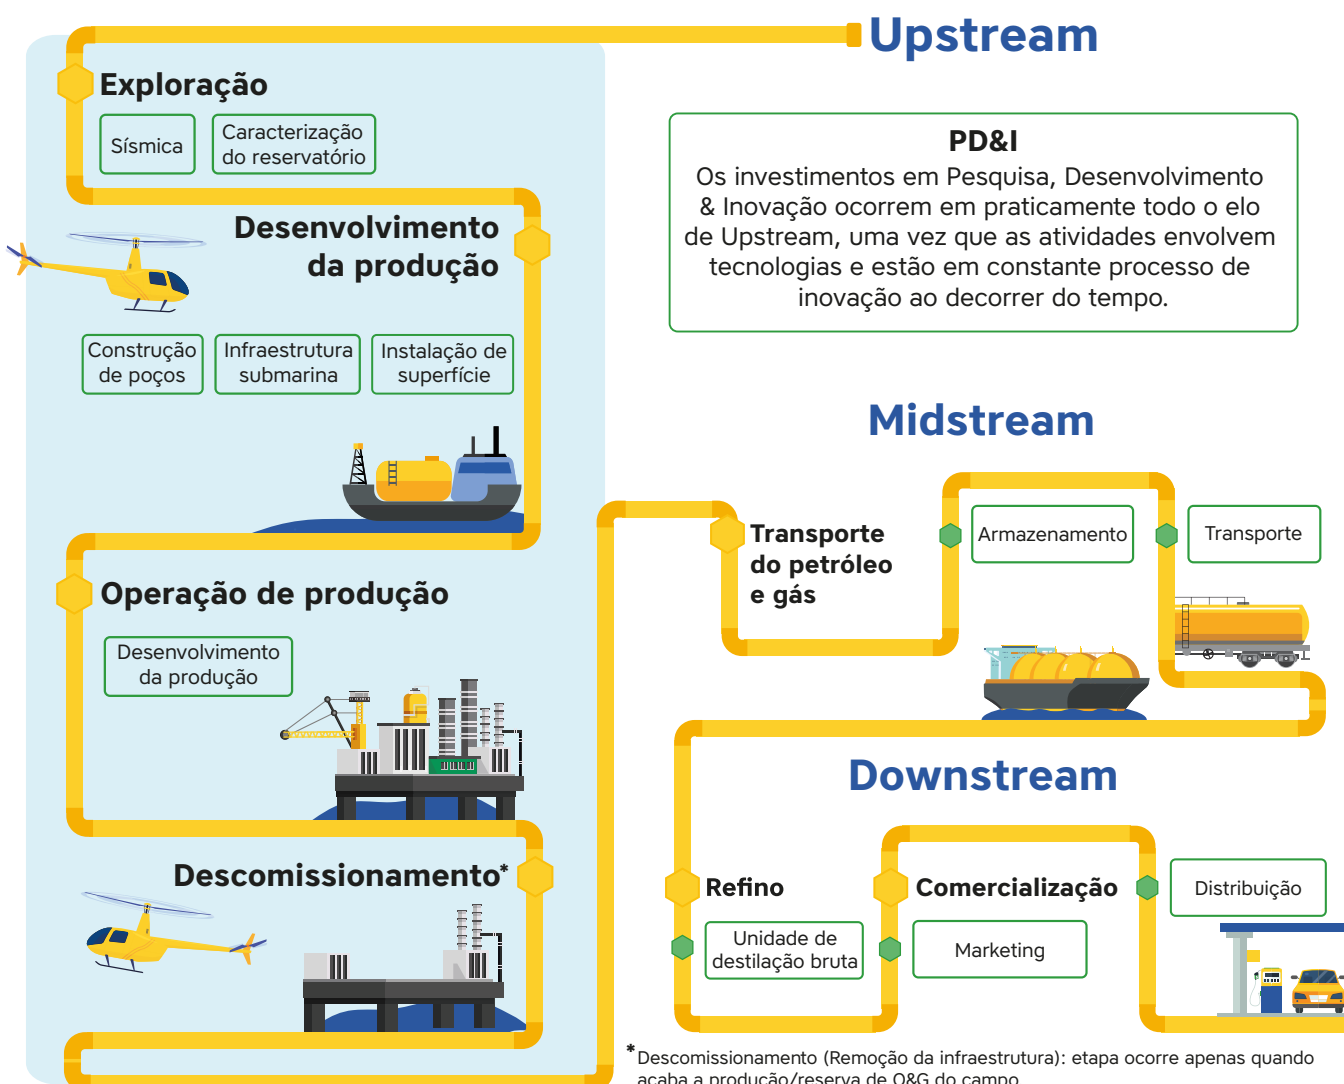 Upstream
Exploração
Sísmica
Caracterização
do reservatório
Desenvolvimento
da produção
Construção
de poços
Infraestrutura
submarina
Instalação de
superfície
Operação de produção
Desenvolvimento
da produção
Descomissionamento*
PD&I
Os investimentos em Pesquisa, Desenvolvimento
& Inovação ocorrem em praticamente todo o elo
de Upstream, uma vez que as atividades envolvem
tecnologias e estão em constante processo de
inovação ao decorrer do tempo.
Midstream
Transporte
do petróleo
e gás
Armazenamento
Transporte
Downstream
Refino
Unidade de
destilação bruta
Comercialização
Marketing
Distribuição
*Descomissionamento (Remoção da infraestrutura): etapa ocorre apenas quando
acaba a produção/reserva de O&G do campo